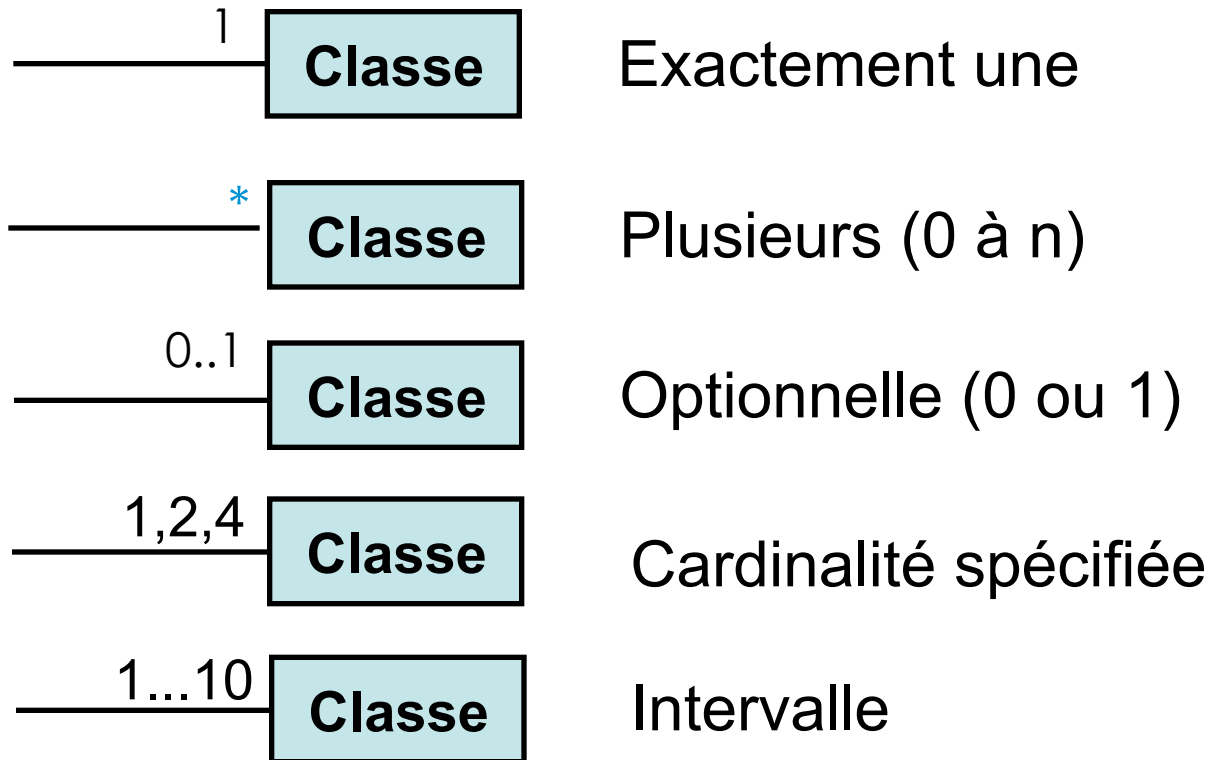 1
Classe
Exactement une
*
Classe
Plusieurs (0 à n)
0..1
Classe
Optionnelle (0 ou 1)
1,2,4
Classe
Cardinalité spécifiée
1...10
Classe
Intervalle